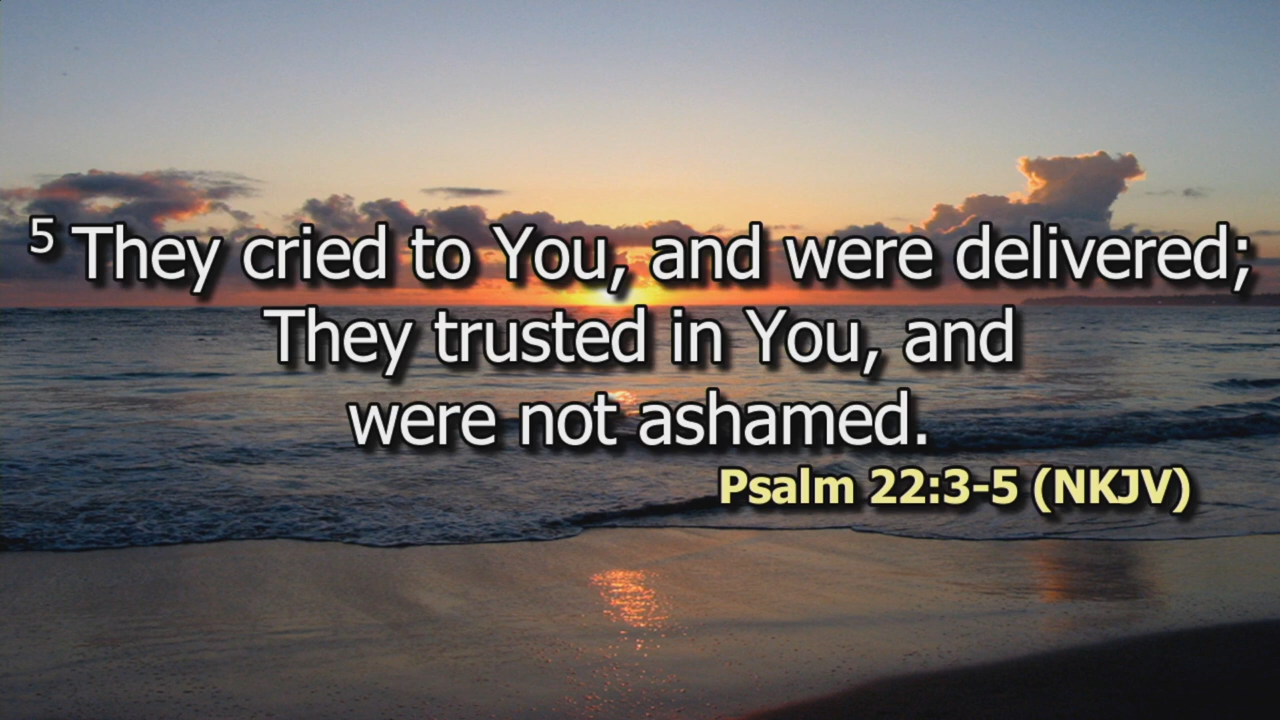 5 They cried to You, and were delivered;
They trusted in You, and
were not ashamed.
Psalm 22:3-5 (NKJV)